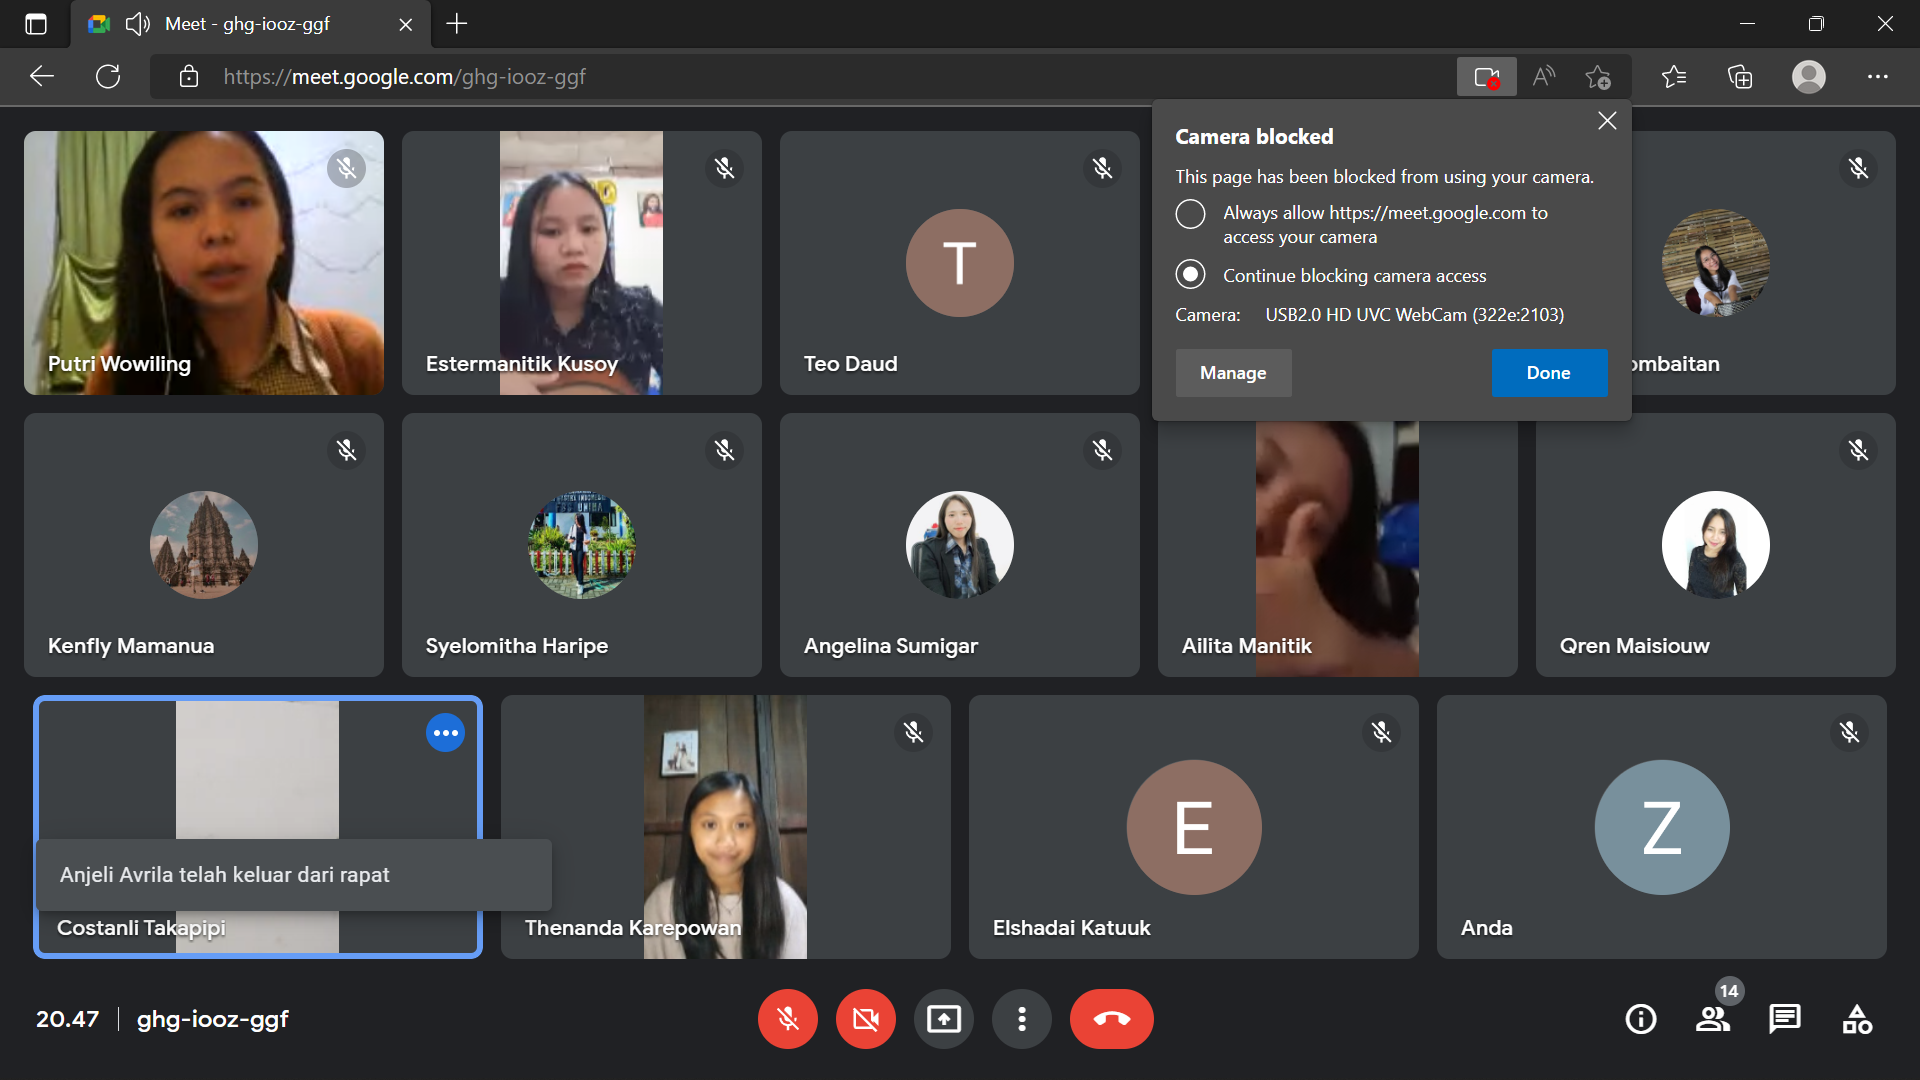 Meet - ghg-iooz-ggf
https://meet.google.com/ghg-iooz-ggf
Camera blocked
This page has been blocked from using your camera.
Always allow https://meet.google.com to
access your camera
Continue blocking camera access
Camera: USB2.0 HD UVC WebCam (322e:2103)
Manage
Done
T
Putri Wowiling
Estermanitik Kusoy
Teo Daud
ombaitan
Kenfly Mamanua
Syelomitha Haripe
Angelina Sumigar
Ailita Manitik
Qren Maisiouw
E
Z
Anjeli Avrila telah keluar dari rapat
Costanli Takapipi
Thenanda Karepowan
Elshadai Katuuk
Anda
20.47
ghg-iooz-ggf
14